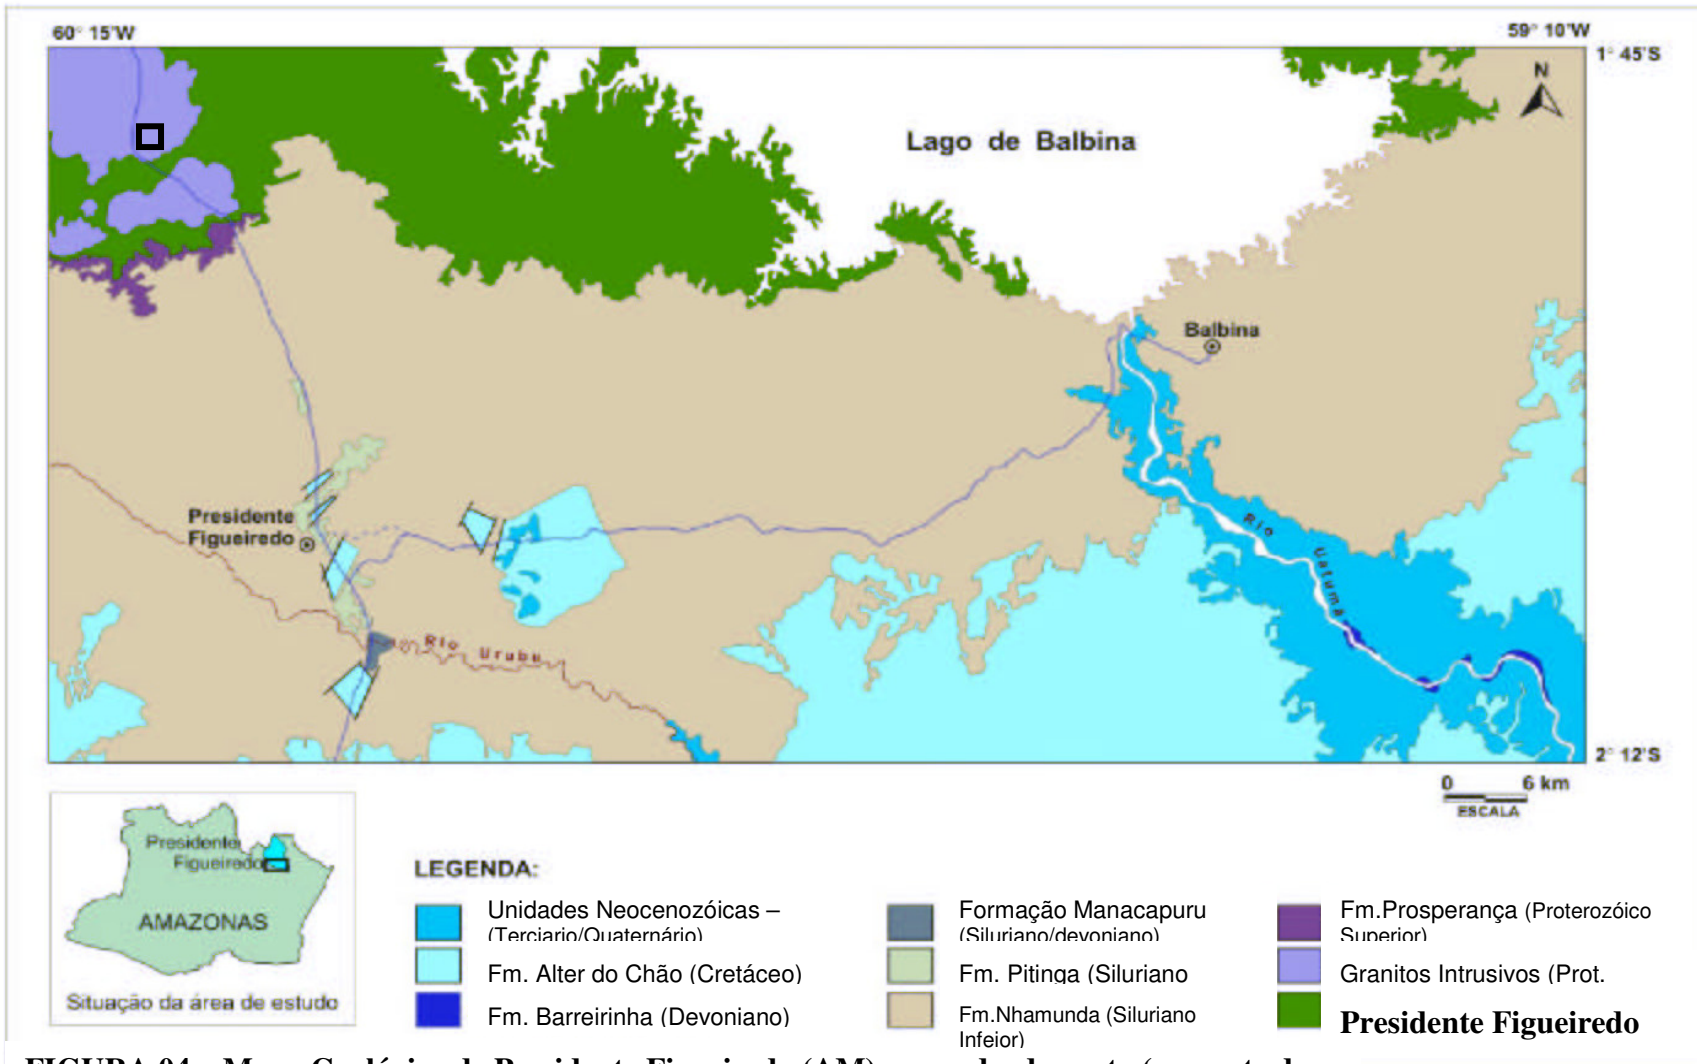 60° 15'W
59° 10'W
1° 45'S
N
Lago de Balbina
Balbina
Presidente
Figueiredo
Rio Uatumã
Rio Urubu
2° 12'S
0 6 km
ESCALA
Presidente
Figueiredo
AMAZONAS
Situação da área de estudo
LEGENDA:
Unidades Neocenozóicas –
(Terciario/Quaternário)
Fm. Alter do Chão (Cretáceo)
Fm. Barreirinha (Devoniano)
Formação Manacapuru
(Siluriano/devoniano)
Fm. Pitinga (Siluriano
Fm.Nhamunda (Siluriano
Infeior)
Fm.Prosperança (Proterozóico
Superior)
Granitos Intrusivos (Prot.
Presidente Figueiredo